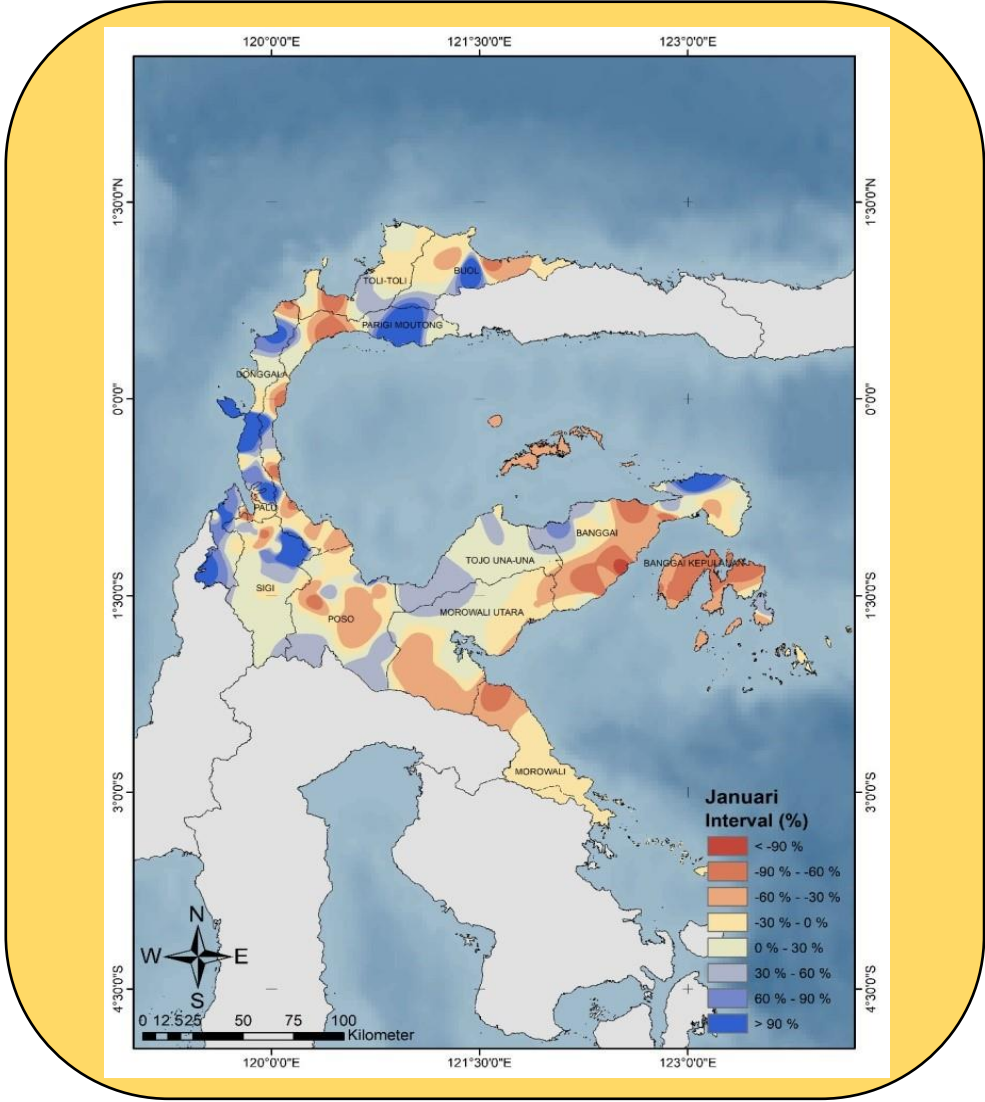 120°0'0"E 121°30'0"E 123°0'0"E
1°30'0"N 1°30'0"N
TOLI-TOLI
BUOL
PARIGI MOUTONG
DONGGALA
0°0'0" 0°0'0"
PALU
BANGGAI
TOJO UNA-UNA
BANGGAI KEPULAUAN
SIGI
1°30'0"S 1°30'0"S
MOROWALI UTARA
POSO
MOROWALI
3°0'0"S 3°0'0"S
Januari
Interval (%)
< -90 %
-90 % - -60 %
-60 % - -30 %
-30 % - 0 %
0 % - 30 %
30 % - 60 %
60 % - 90 %
> 90 %
N
W E
S
4°30'0"S 4°30'0"S
0 12.525 50 75 100
Kilometer
120°0'0"E 121°30'0"E 123°0'0"E